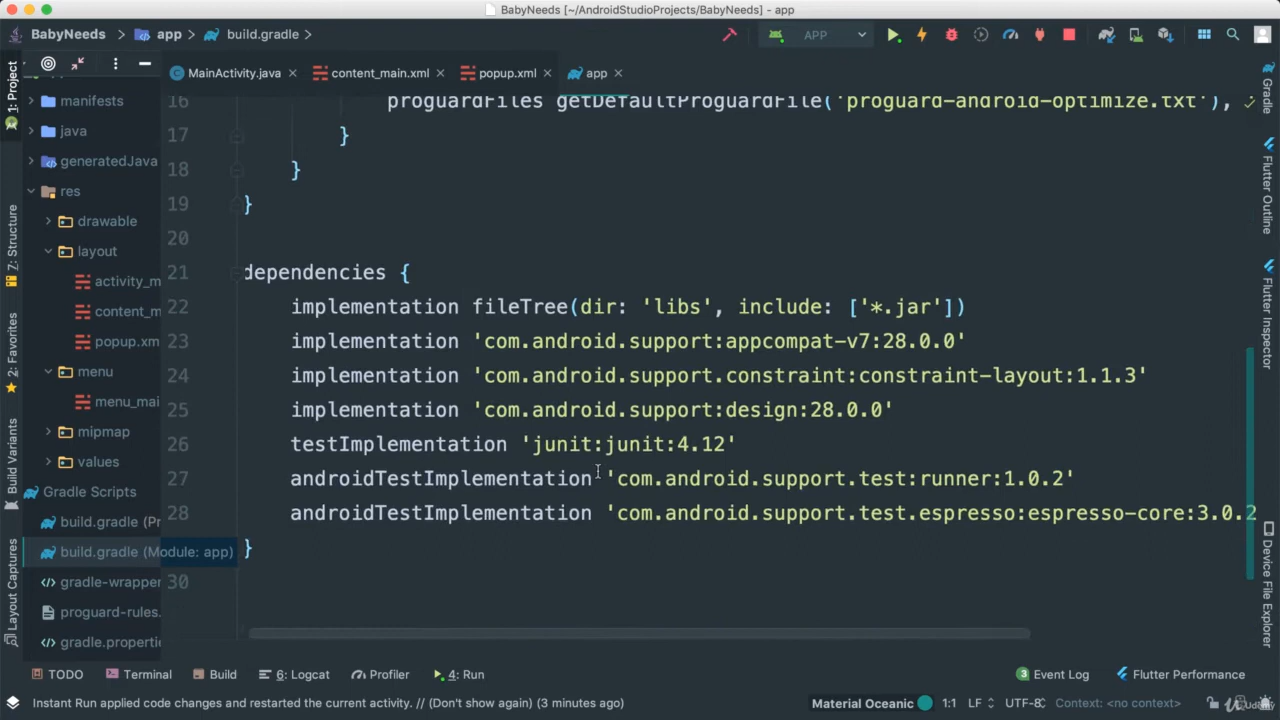 BabyNeeds [~/AndroidStudioProjects/BabyNeeds] - app
BabyNeeds app build.gradle
APP
MainActivity.java content_main.xml popup.xml app
1: Project
7: Structure
2: Favorites
Build Variants
Layout Captures
manifests
java
generatedJava
res
drawable
layout
activity_m
content_m
popup.xm
menu
menu_mai
mipmap
values
Gradle Scripts
build.gradle (Pr
build.gradle (Module: app)
gradle-wrapper
proguard-rules.
gradle.properti
16 proguardFiles getDefaultProguardFile('proguard-android-optimize.txt'),
17 }
18 }
19 }
20
21 dependencies {
22 implementation fileTree(dir: 'libs', include: ['*.jar'])
23 implementation 'com.android.support:appcompat-v7:28.0.0'
24 implementation 'com.android.support.constraint:constraint-layout:1.1.3'
25 implementation 'com.android.support:design:28.0.0'
26 testImplementation 'junit:junit:4.12'
27 androidTestImplementation 'com.android.support.test:runner:1.0.2'
28 androidTestImplementation 'com.android.support.test.espresso:espresso-core:3.0.2
}
30
Gradle
Flutter Outline
Flutter Inspector
Device File Explorer
TODO Terminal Build 6: Logcat Profiler 4: Run 3 Event Log Flutter Performance
Instant Run applied code changes and restarted the current activity. // (Don't show again) (3 minutes ago) Material Oceanic 1:1 LF UTF-8 Context: <no context>
Udemy